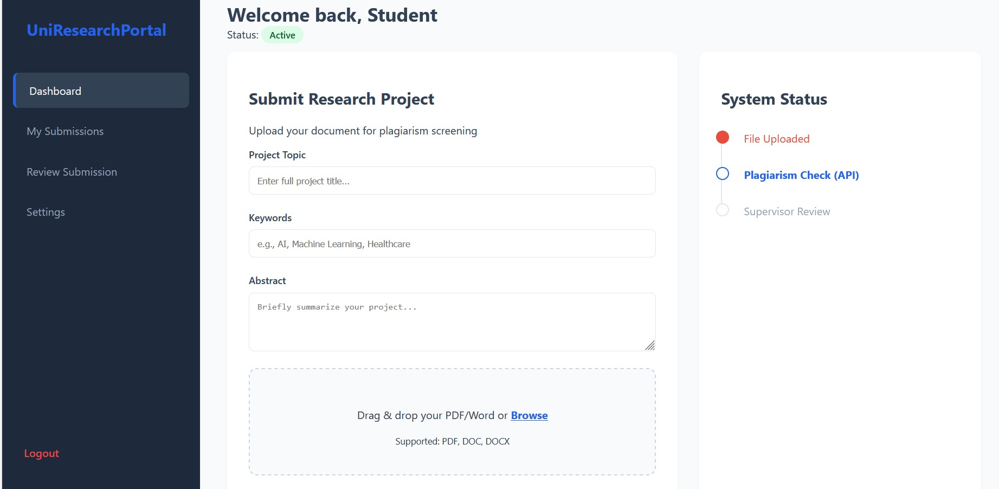 UniResearchPortal
Dashboard
My Submissions
Review Submission
Settings
Logout
Welcome back, Student
Status: Active
Submit Research Project
Upload your document for plagiarism screening
Project Topic
Enter full project title...
Keywords
e.g., AI, Machine Learning, Healthcare
Abstract
Briefly summarize your project...
Drag & drop your PDF/Word or Browse
Supported: PDF, DOC, DOCX
System Status
File Uploaded
Plagiarism Check (API)
Supervisor Review